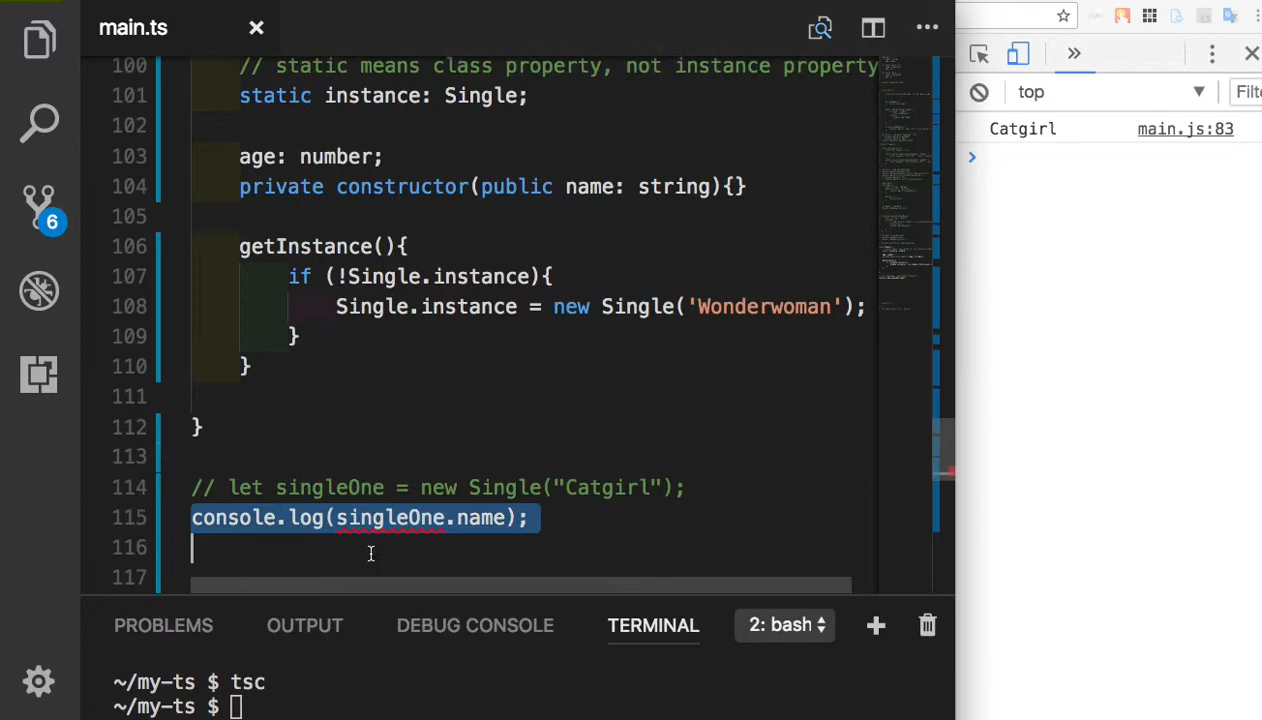 main.ts
100 // static means class property, not instance property
101 static instance: Single;
102
103 age: number;
104 private constructor(public name: string){}
105
106 getInstance(){
107 if (!Single.instance){
108 Single.instance = new Single('Wonderwoman');
109 }
110 }
111
112 }
113
114 // let singleOne = new Single("Catgirl");
115 console.log(singleOne.name);
116
117
6
PROBLEMS OUTPUT DEBUG CONSOLE TERMINAL 2: bash
~/my-ts $ tsc
~/my-ts $
top Filte
Catgirl main.js:83